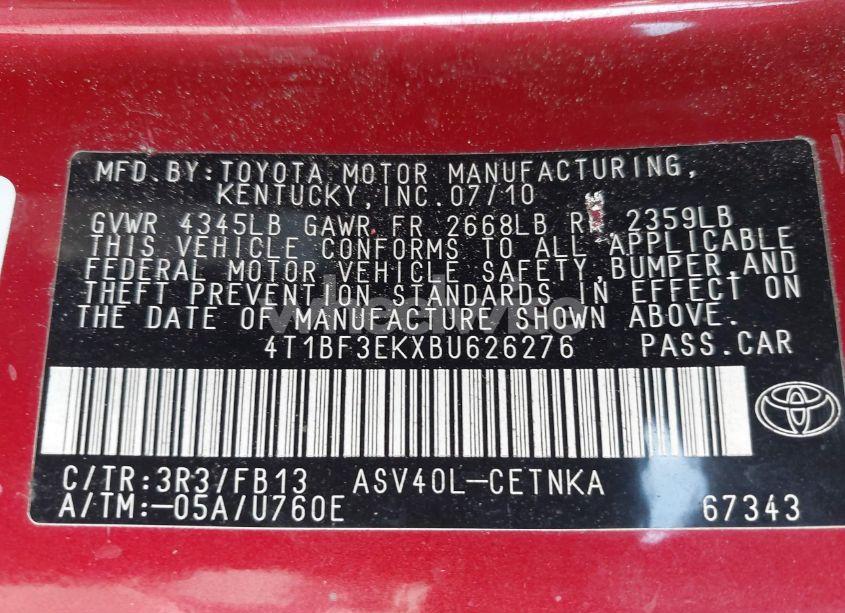 MFD. BY: TOYOTA MOTOR MANUFACTURING,
KENTUCKY, INC. 07/10
GVWR 4345LB GAWR FR 2668LB 2359LB
THIS VEHICLE CONFORMS TO ALL APPLICABLE
FEDERAL MOTOR VEHICLE SAFETY, BUMPER, AND
THEFT PREVENTION STANDARDS IN EFFECT ON
THE DATE OF MANUFACTURE SHOWN ABOVE.
4T1BF3EKXBU626276 PASS.CAR
C/TR:3R3/FB13 ASV40L-CETNKA
A/TM:-05A/U760E 67343